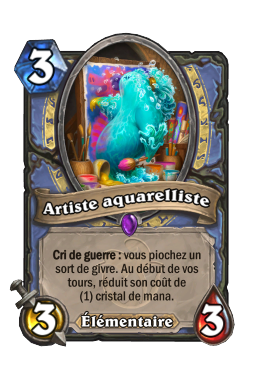 3
Artiste aquarelliste
Cri de guerre : vous piochez un
sort de givre. Au début de vos
tours, réduit son coût de
(1) cristal de mana.
3
Élémentaire
3